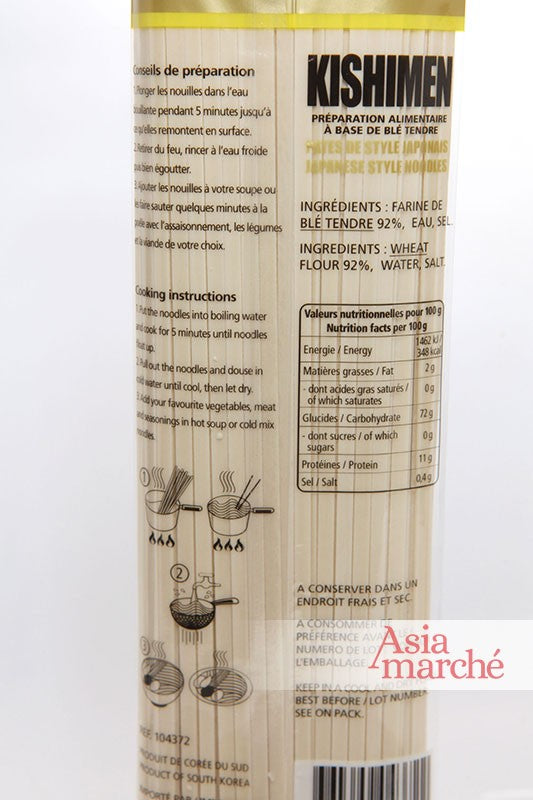 Conseils de préparation
1. Plonger les nouilles dans l'eau
bouillante pendant 5 minutes jusqu'à
ce qu'elles remontent en surface.
2. Retirer du feu, rincer à l'eau froide
puis bien égoutter.
3. Ajouter les nouilles à votre soupe ou
les faire sauter quelques minutes à la
poêle avec l'assaisonnement, les légumes
et la viande de votre choix.
Cooking instructions
1. Put the noodles into boiling water
and cook for 5 minutes until noodles
float up.
2. Pull out the noodles and douse in
cold water until cool, then let dry.
3. Add your favourite vegetables, meat
and seasonings in hot soup or cold mix
noodles.
1
2
3
REF: 104372
PRODUIT DE CORÉE DU SUD
PRODUCT OF SOUTH KOREA
IMPORTÉ PAR
KISHIMEN
PRÉPARATION ALIMENTAIRE
À BASE DE BLÉ TENDRE
PATES DE STYLE JAPONAIS
JAPANESE STYLE NOODLES
INGRÉDIENTS : FARINE DE
BLÉ TENDRE 92%, EAU, SEL.
INGREDIENTS : WHEAT
FLOUR 92%, WATER, SALT.
Valeurs nutritionnelles pour 100 g
Nutrition facts per 100 g
Energie / Energy 1462 kJ /
348 kcal
Matières grasses / Fat 2 g
- dont acides gras saturés /
of which saturates 0 g
Glucides / Carbohydrate 72 g
- dont sucres / of which
sugars 0 g
Protéines / Protein 11 g
Sel / Salt 0,4 g
A CONSERVER DANS UN
ENDROIT FRAIS ET SEC.
A CONSOMMER DE
PRÉFÉRENCE AVANT LE
NUMERO DE LOT
L'EMBALLAGE
KEEP IN A COOL AND DRY
BEST BEFORE / LOT NUMBER
SEE ON PACK.
Asia
marché